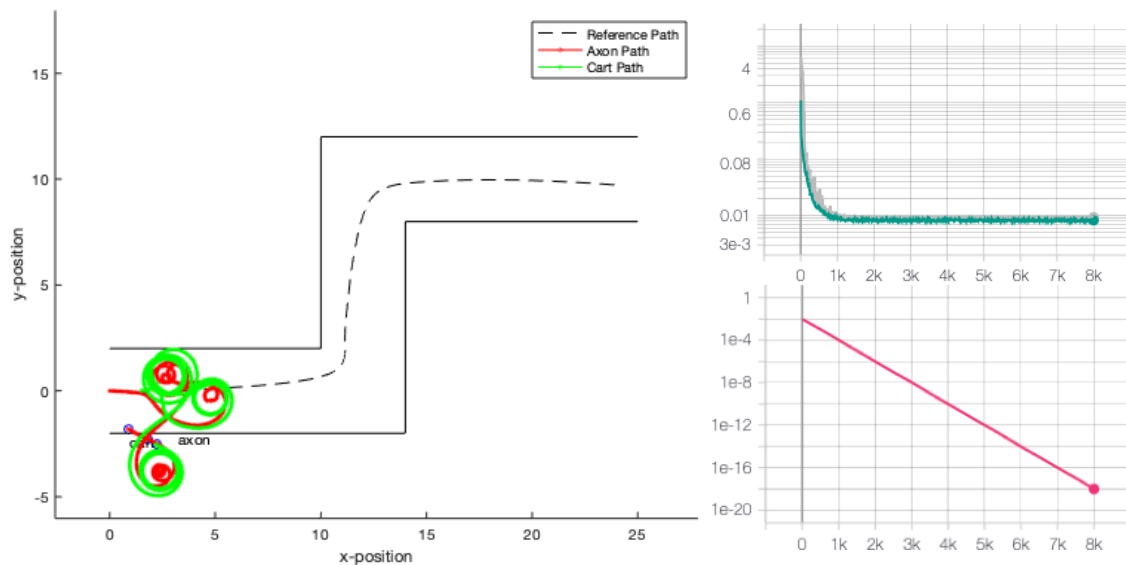 Reference Path
Axon Path
Cart Path
15
10
5
0
-5
y-position
axon
0
5
10
15
20
25
x-position
4
0.6
0.08
0.01
3e-3
0
1k
2k
3k
4k
5k
6k
7k
8k
1
1e-4
1e-8
1e-12
1e-16
1e-20
0
1k
2k
3k
4k
5k
6k
7k
8k